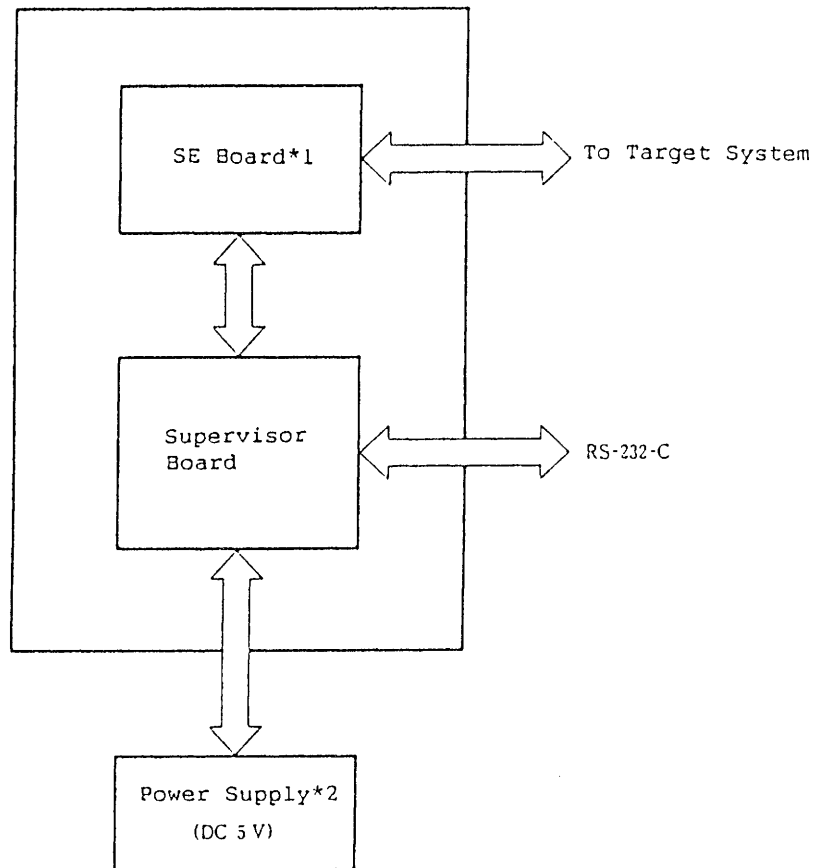 SE Board*1
To Target System
Supervisor
Board
RS-232-C
Power Supply*2
(DC 5 V)